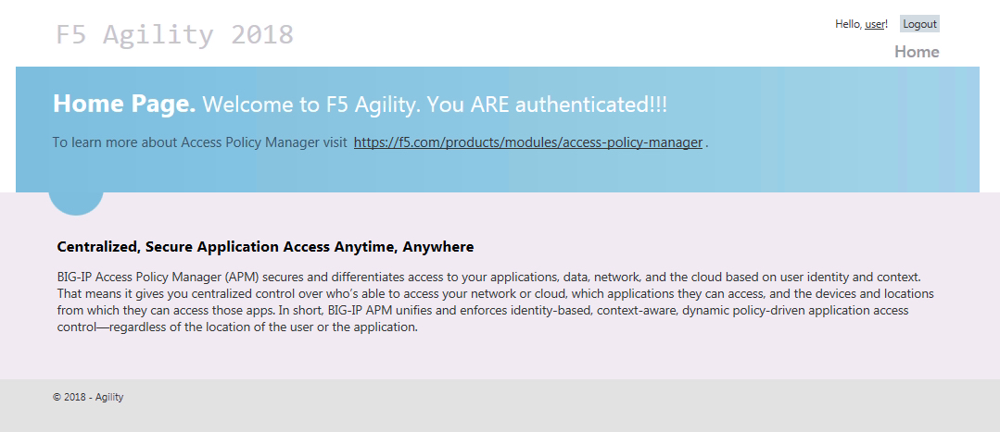 F5 Agility 2018
Hello, user! Logout
Home
Home Page. Welcome to F5 Agility. You ARE authenticated!!!
To learn more about Access Policy Manager visit https://f5.com/products/modules/access-policy-manager .
Centralized, Secure Application Access Anytime, Anywhere
BIG-IP Access Policy Manager (APM) secures and differentiates access to your applications, data, network, and the cloud based on user identity and context.
That means it gives you centralized control over who's able to access your network or cloud, which applications they can access, and the devices and locations
from which they can access those apps. In short, BIG-IP APM unifies and enforces identity-based, context-aware, dynamic policy-driven application access
control—regardless of the location of the user or the application.
© 2018 - Agility